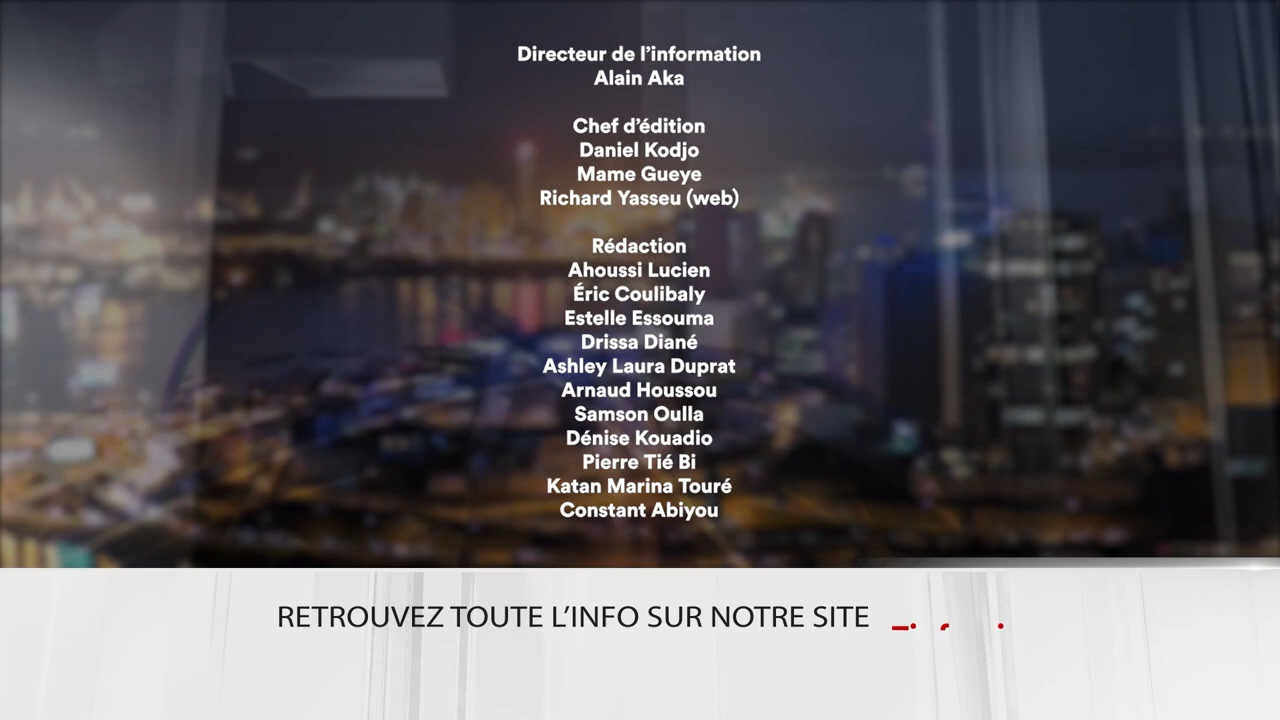 Directeur de l’information
Alain Aka
Chef d’édition
Daniel Kodjo
Mame Gueye
Richard Yasseu (web)
Rédaction
Ahoussi Lucien
Éric Coulibaly
Estelle Essouma
Drissa Diané
Ashley Laura Duprat
Arnaud Houssou
Samson Oulla
Dénise Kouadio
Pierre Tié Bi
Katan Marina Touré
Constant Abiyou
RETROUVEZ TOUTE L’INFO SUR NOTRE SITE